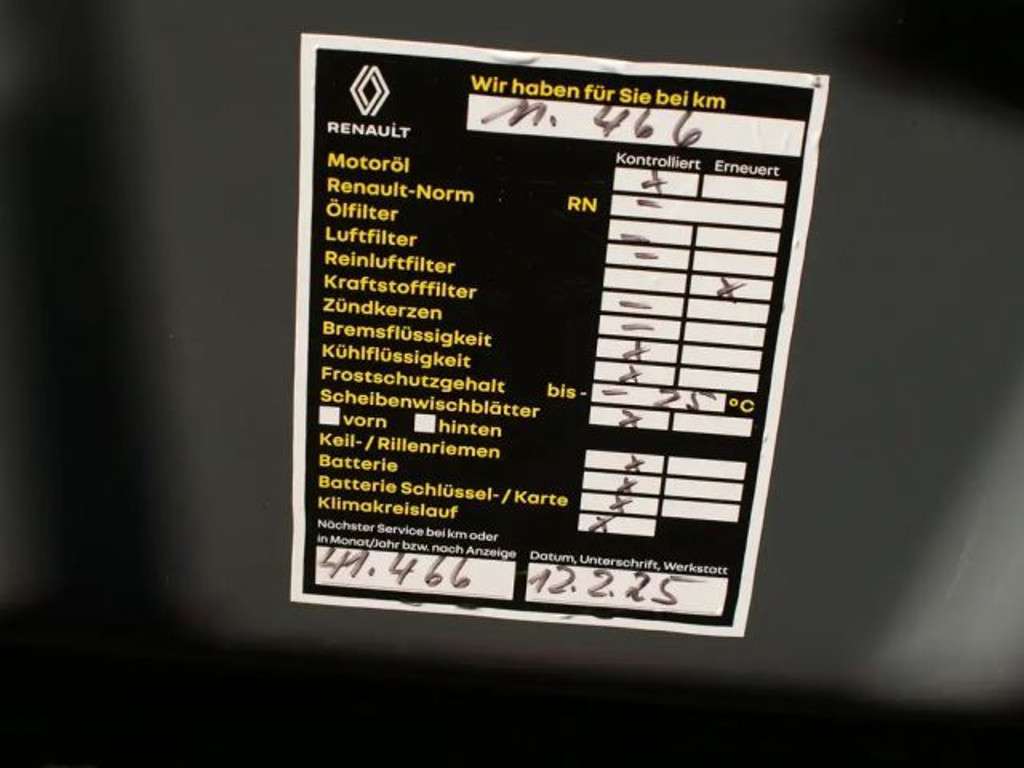 RENAULT
Wir haben für Sie bei km
11.466
Kontrolliert Erneuert
Motoröl x
Renault-Norm RN -
Ölfilter -
Luftfilter -
Reinluftfilter x
Kraftstofffilter -
Zündkerzen -
Bremsflüssigkeit x
Kühlflüssigkeit x
Frostschutzgehalt bis - - 25 °C
Scheibenwischblätter x
vorn hinten
Keil-/Rillenriemen x
Batterie x
Batterie Schlüssel-/Karte x
Klimakreislauf x
Nächster Service bei km oder
in Monat/Jahr bzw. nach Anzeige
41.466
Datum, Unterschrift, Werkstatt
12.2.25